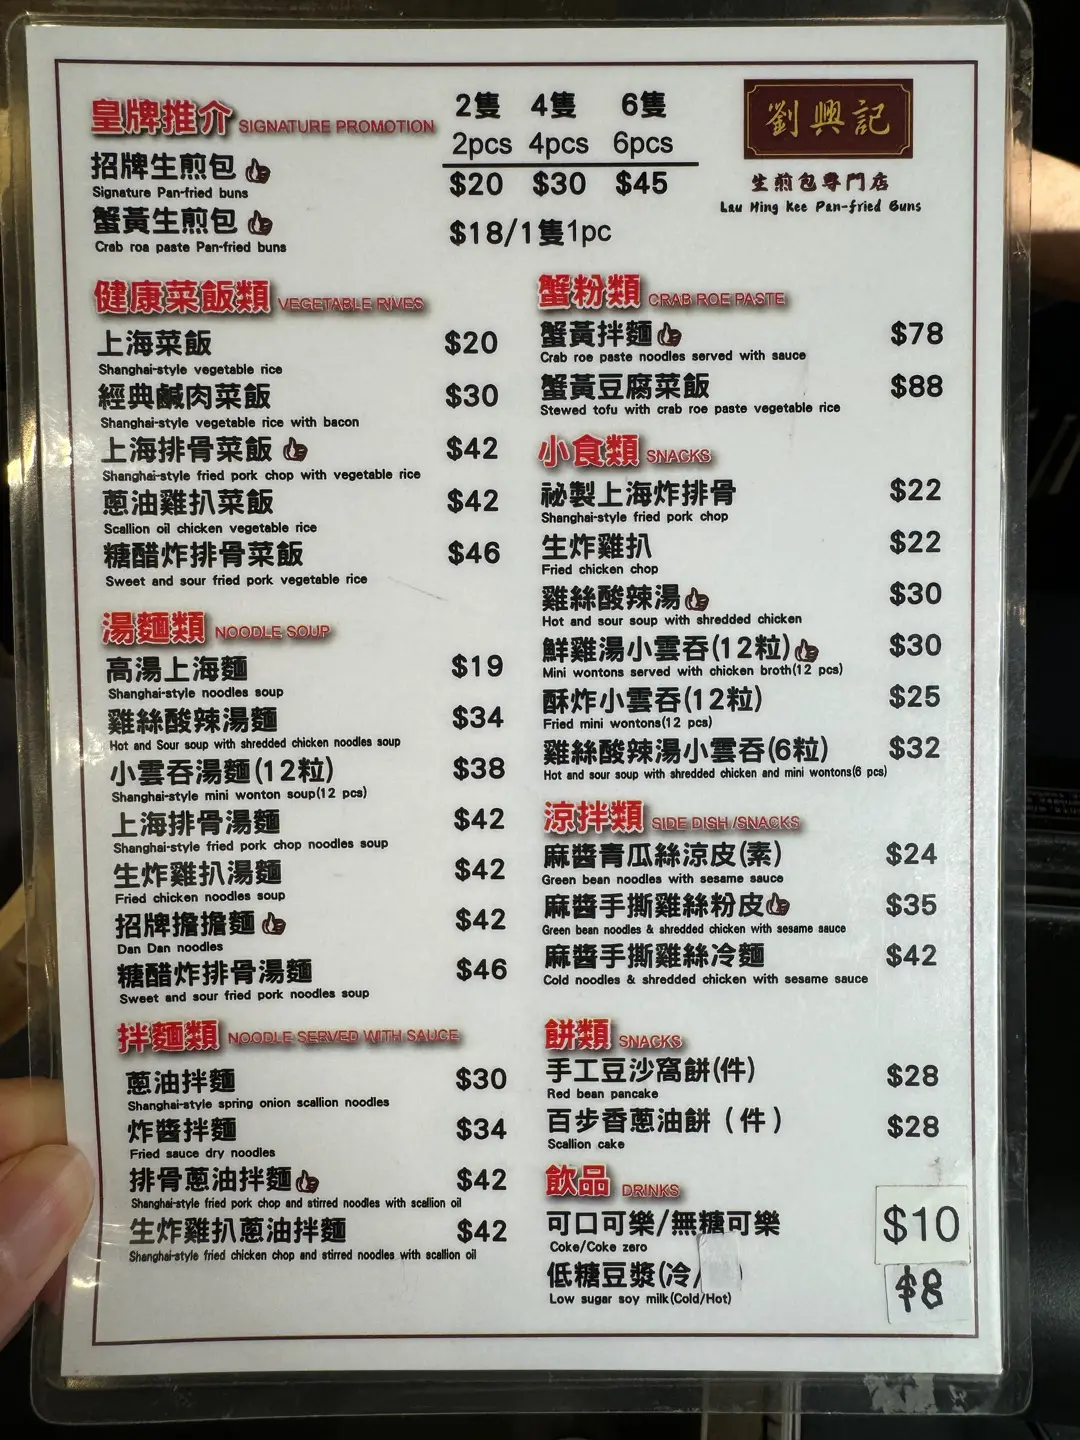 皇牌推介 SIGNATURE PROMOTION
2隻 4隻 6隻
2pcs 4pcs 6pcs
招牌生煎包 $20 $30 $45
Signature Pan-fried buns
蟹黃生煎包 $18/1隻1pc
Crab roa paste Pan-fried buns
劉興記
生煎包專門店
Lau Hing Kee Pan-fried Buns
健康菜飯類 VEGETABLE RIVES
上海菜飯 $20
Shanghai-style vegetable rice
經典鹹肉菜飯 $30
Shanghai-style vegetable rice with bacon
上海排骨菜飯 $42
Shanghai-style fried pork chop with vegetable rice
蔥油雞扒菜飯 $42
Scallion oil chicken vegetable rice
糖醋炸排骨菜飯 $46
Sweet and sour fried pork vegetable rice
湯麵類 NOODLE SOUP
高湯上海麵 $19
Shanghai-style noodles soup
雞絲酸辣湯麵 $34
Hot and Sour soup with shredded chicken noodles soup
小雲吞湯麵(12粒) $38
Shanghai-style mini wonton soup(12 pcs)
上海排骨湯麵 $42
Shanghai-style fried pork chop noodles soup
生炸雞扒湯麵 $42
Fried chicken noodles soup
招牌擔擔麵 $42
Dan Dan noodles
糖醋炸排骨湯麵 $46
Sweet and sour fried pork noodles soup
拌麵類 NOODLE SERVED WITH SAUCE
蔥油拌麵 $30
Shanghai-style spring onion scallion noodles
炸醬拌麵 $34
Fried sauce dry noodles
排骨蔥油拌麵 $42
Shanghai-style fried pork chop and stirred noodles with scallion oil
生炸雞扒蔥油拌麵 $42
Shanghai-style fried chicken chop and stirred noodles with scallion oil
蟹粉類 CRAB ROE PASTE
蟹黃拌麵 $78
Crab roe paste noodles served with sauce
蟹黃豆腐菜飯 $88
Stewed tofu with crab roe paste vegetable rice
小食類 SNACKS
祕製上海炸排骨 $22
Shanghai-style fried pork chop
生炸雞扒 $22
Fried chicken chop
雞絲酸辣湯 $30
Hot and sour soup with shredded chicken
鮮雞湯小雲吞(12粒) $30
Mini wontons served with chicken broth(12 pcs)
酥炸小雲吞(12粒) $25
Fried mini wontons(12 pcs)
雞絲酸辣湯小雲吞(6粒) $32
Hot and sour soup with shredded chicken and mini wontons(6 pcs)
涼拌類 SIDE DISH /SNACKS
麻醬青瓜絲涼皮(素) $24
Green bean noodles with sesame sauce
麻醬手撕雞絲粉皮 $35
Green bean noodles & shredded chicken with sesame sauce
麻醬手撕雞絲冷麵 $42
Cold noodles & shredded chicken with sesame sauce
餅類 SNACKS
手工豆沙窩餅(件) $28
Red bean pancake
百步香蔥油餅 ( 件 ) $28
Scallion cake
飲品 DRINKS
可口可樂/無糖可樂 $10
Coke/Coke zero
低糖豆漿(冷/ ) $8
Low sugar soy milk(Cold/Hot)